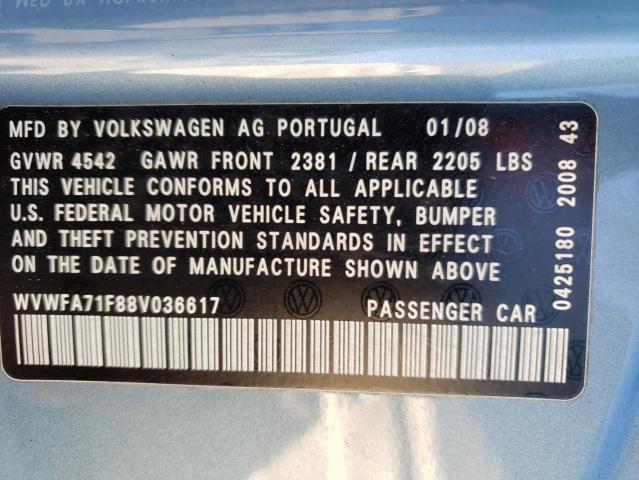 MFD BY VOLKSWAGEN AG PORTUGAL 01/08
GVWR 4542 GAWR FRONT 2381 / REAR 2205 LBS
THIS VEHICLE CONFORMS TO ALL APPLICABLE
U.S. FEDERAL MOTOR VEHICLE SAFETY, BUMPER
AND THEFT PREVENTION STANDARDS IN EFFECT
ON THE DATE OF MANUFACTURE SHOWN ABOVE
WVWFA71F88V036617 PASSENGER CAR
0425180 2008 43